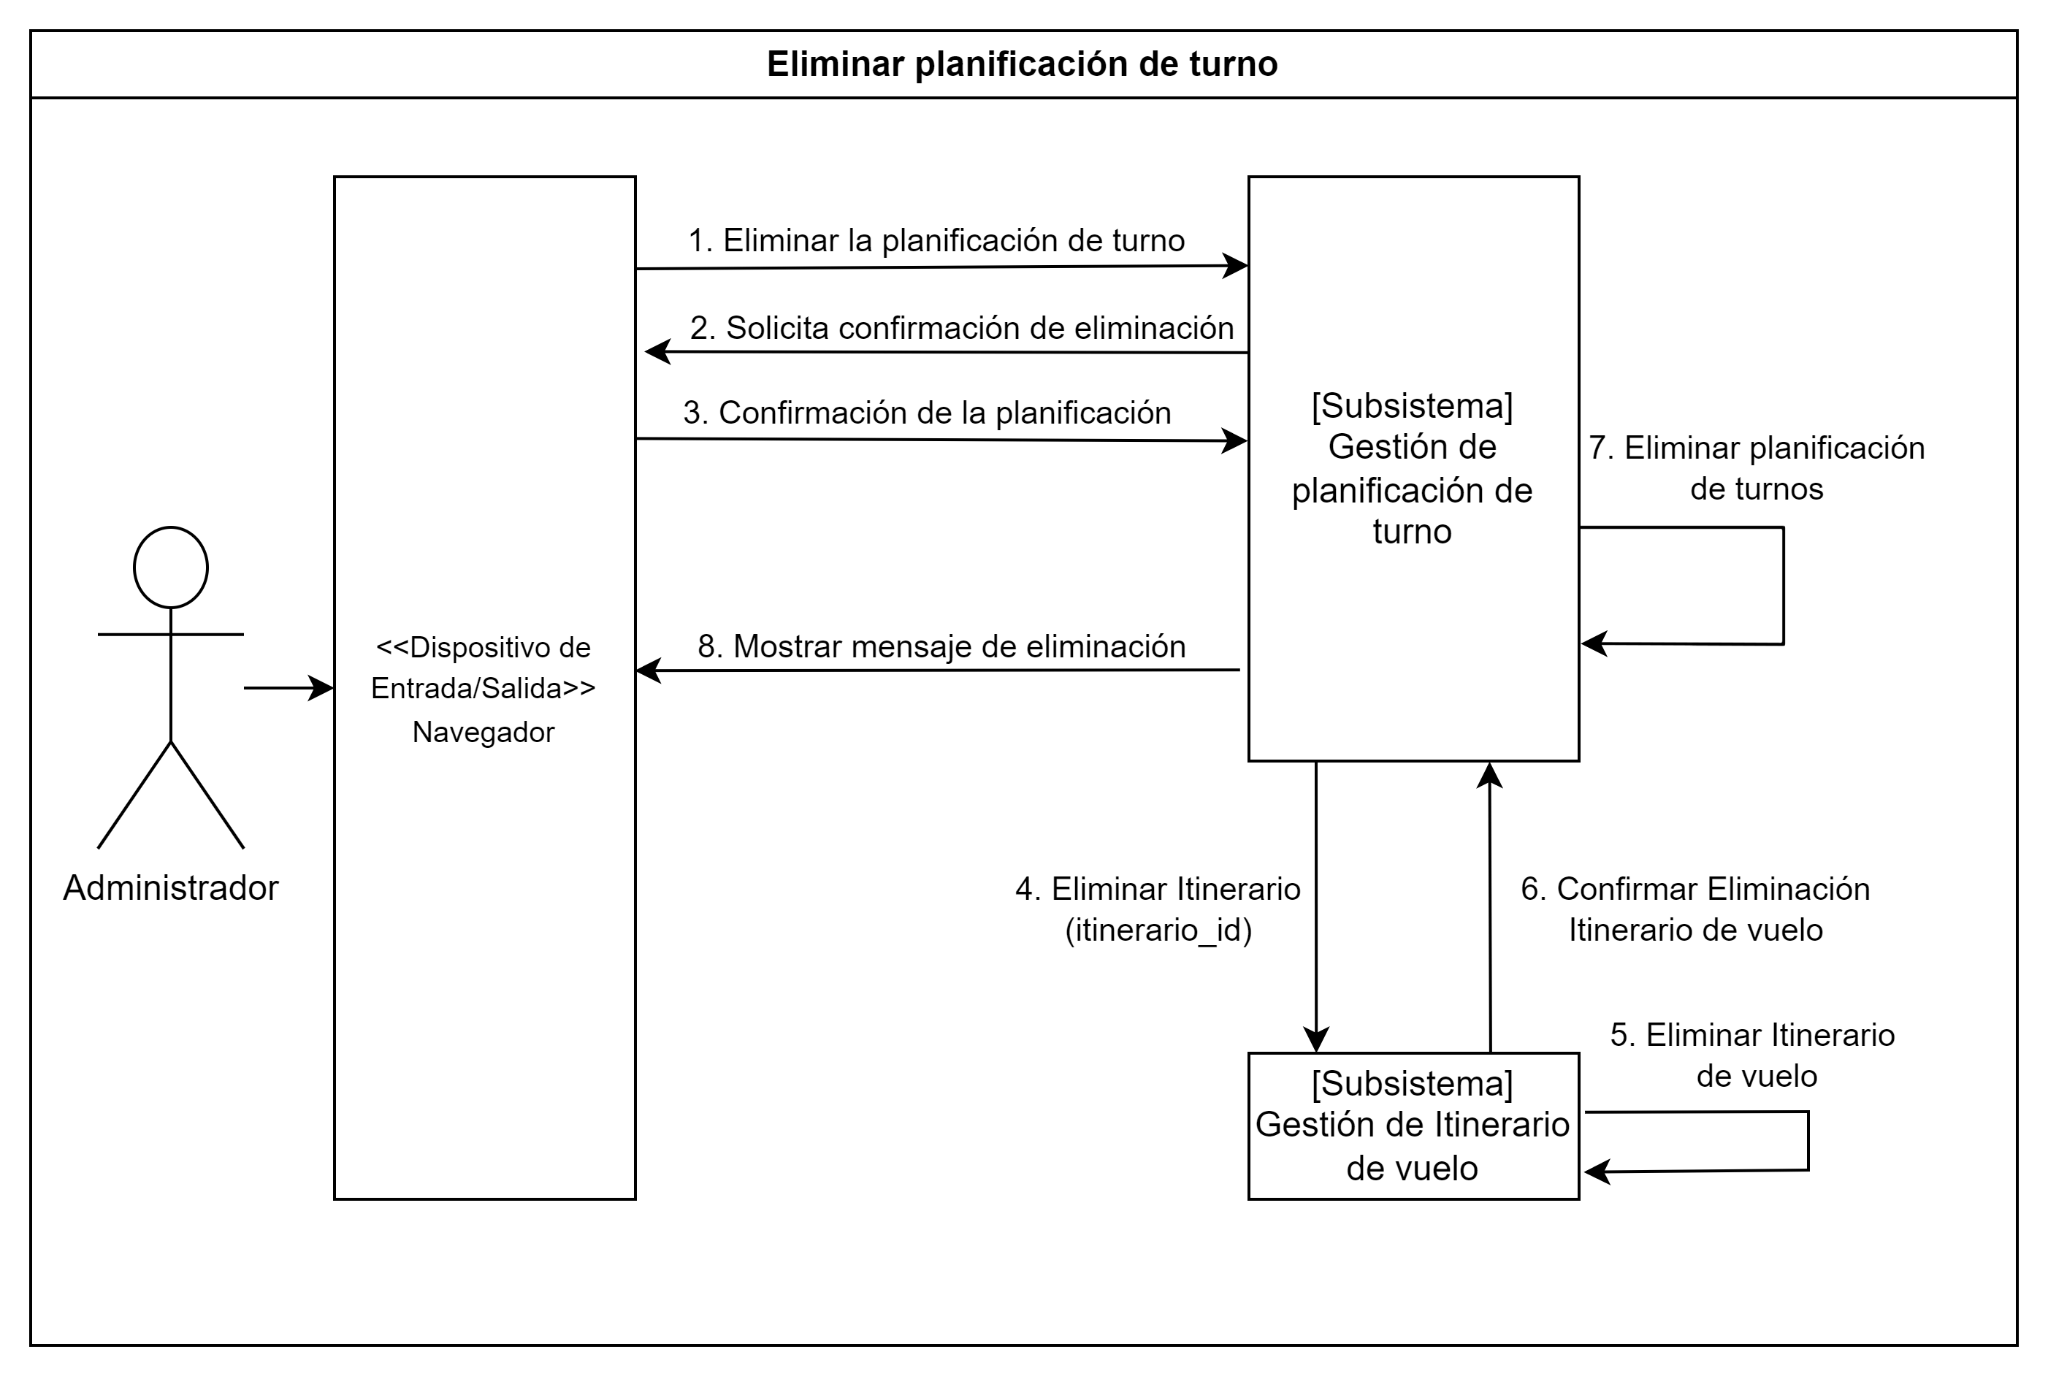 Eliminar planificación de turno
1. Eliminar la planificación de turno
2. Solicita confirmación de eliminación
3. Confirmación de la planificación
[Subsistema]
Gestión de
planificación de
turno
7. Eliminar planificación
de turnos
<<Dispositivo de
Entrada/Salida>>
Navegador
8. Mostrar mensaje de eliminación
Administrador
4. Eliminar Itinerario
(itinerario_id)
6. Confirmar Eliminación
Itinerario de vuelo
5. Eliminar Itinerario
de vuelo
[Subsistema]
Gestión de Itinerario
de vuelo